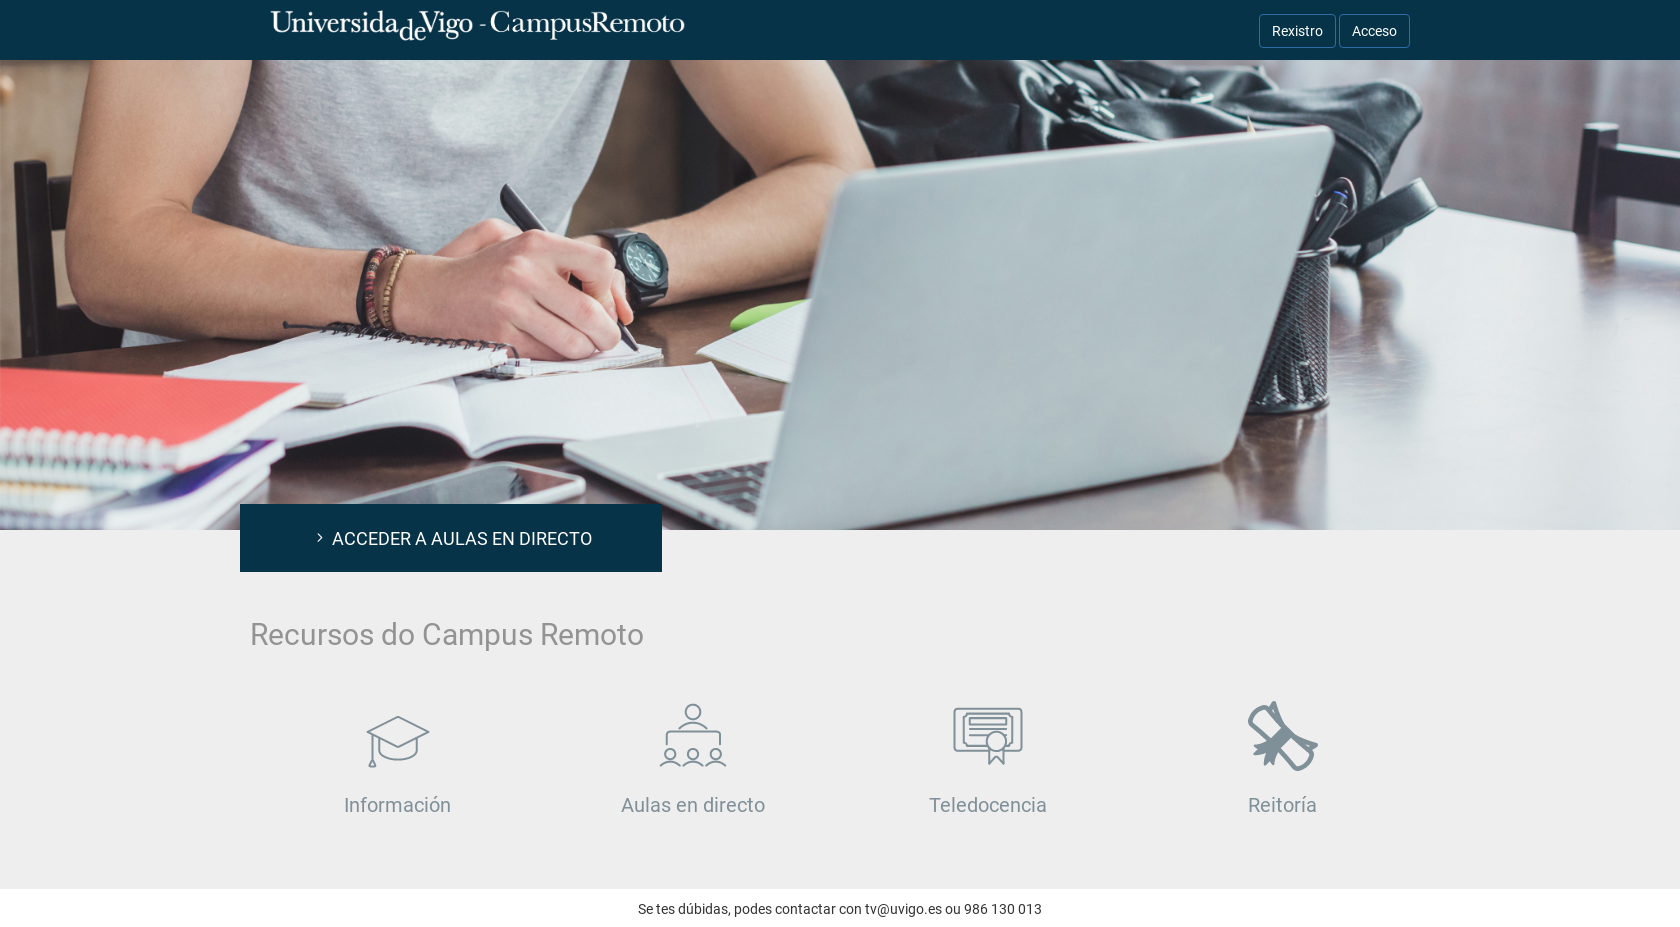 UniversidadeVigo - CampusRemoto
Rexistro
Acceso
ACCEDER A AULAS EN DIRECTO
Recursos do Campus Remoto
Información
Aulas en directo
Teledocencia
Reitoría
Se tes dúbidas, podes contactar con tv@uvigo.es ou 986 130 013